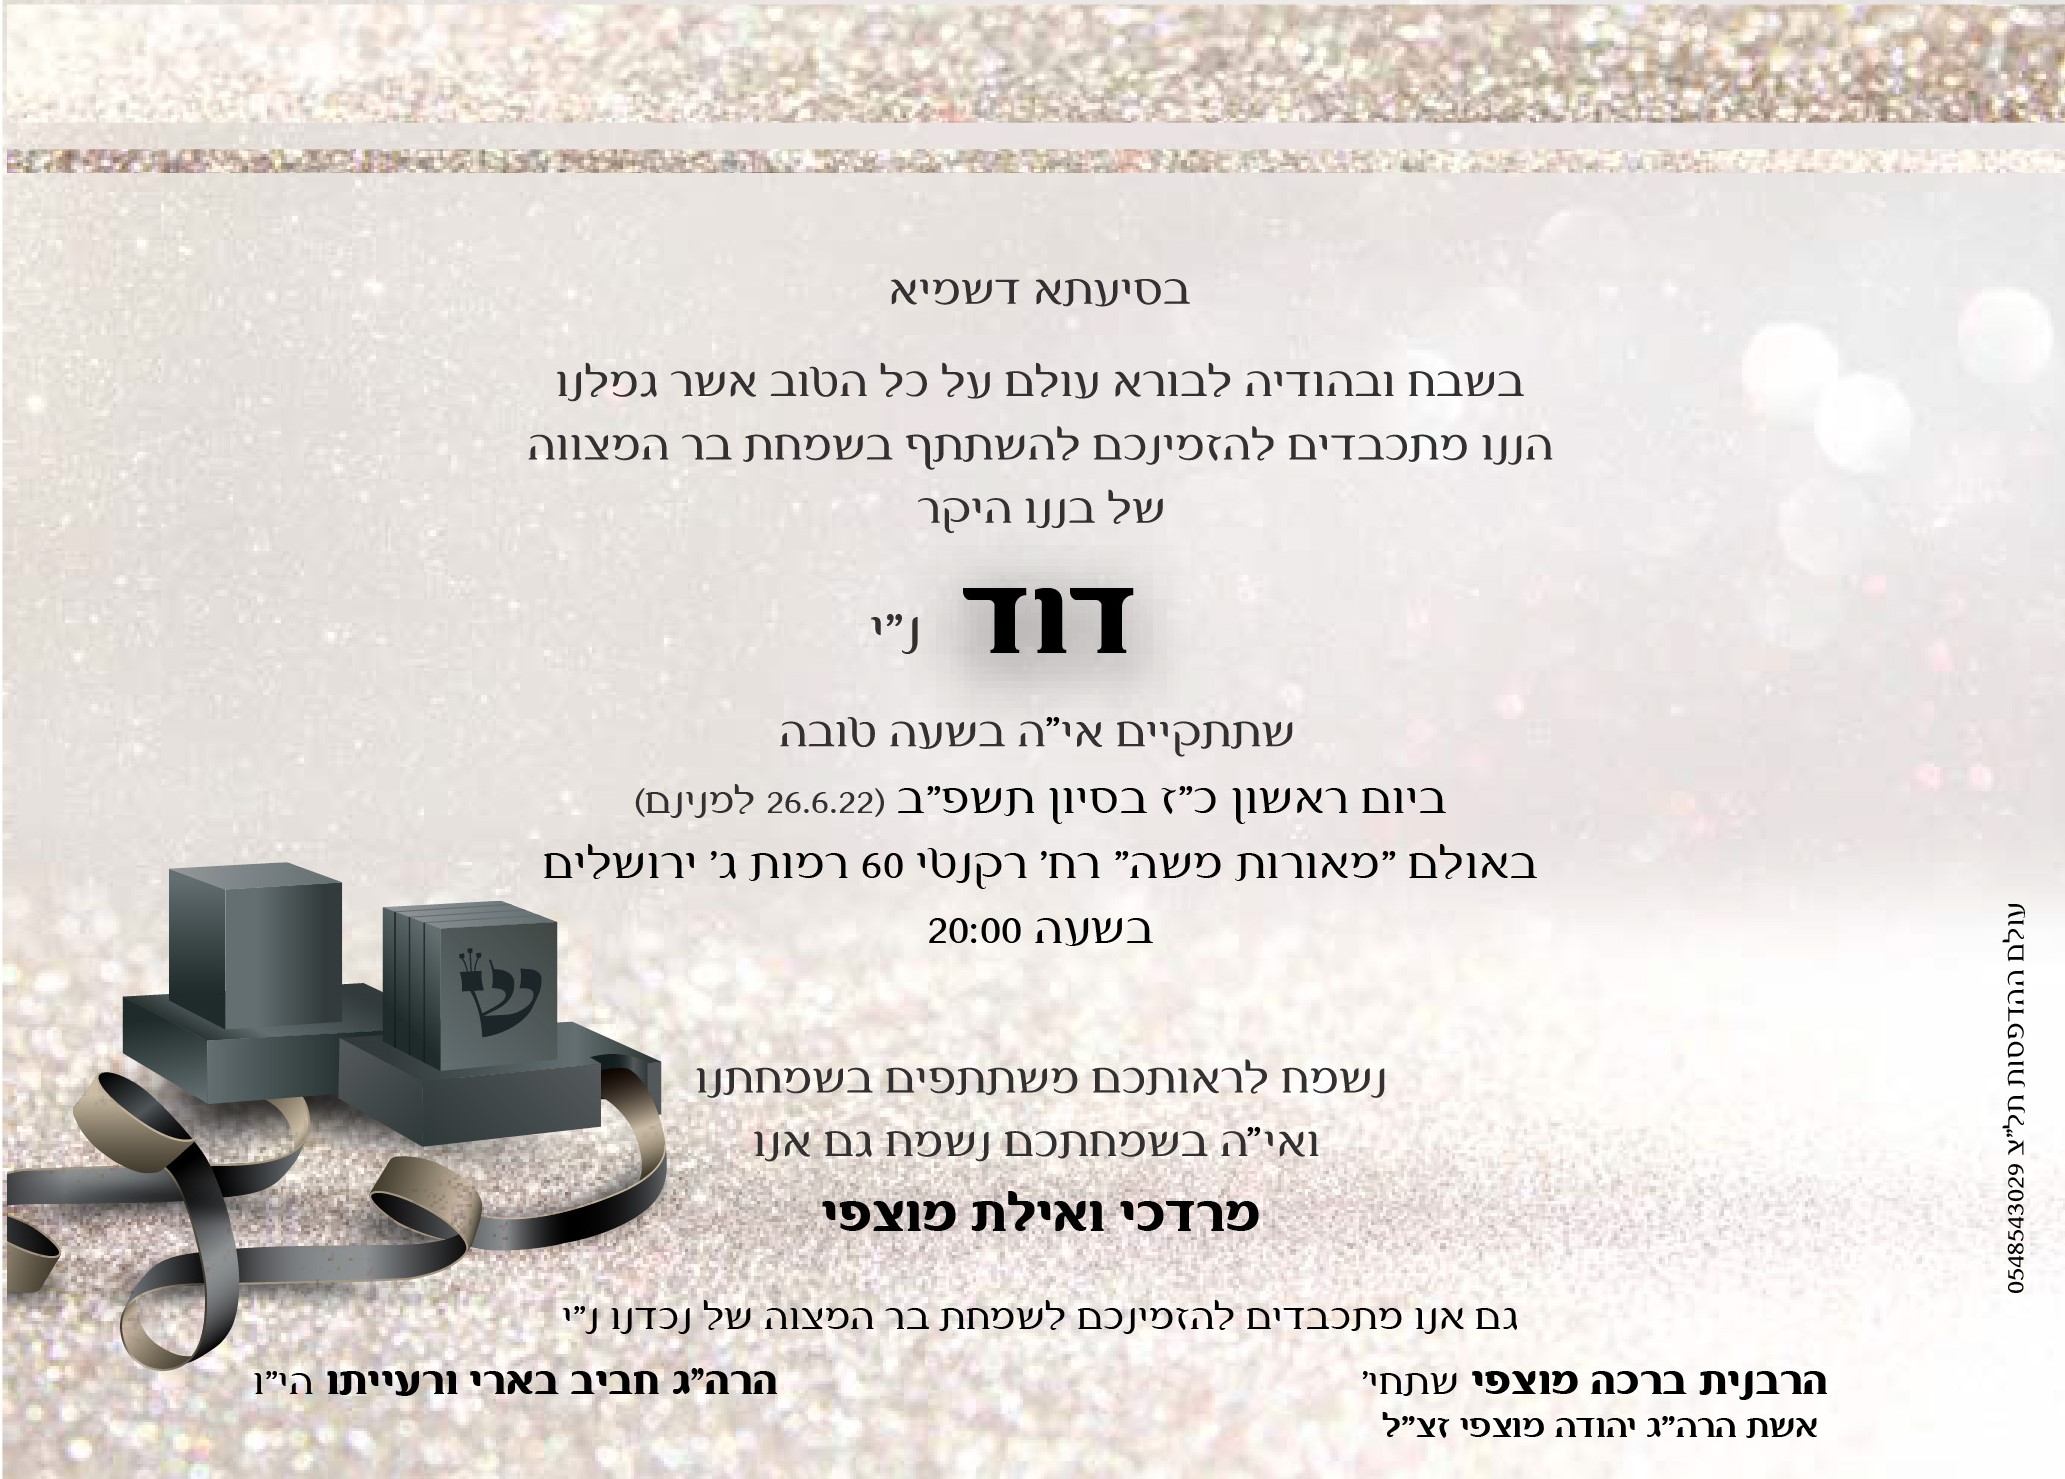 בסיעתא דשמיא
בשבח ובהודיה לבורא עולם על כל הטוב אשר גמלנו
הננו מתכבדים להזמינכם להשתתף בשמחת בר המצווה
של בננו היקר
דוד נ"י
שתתקיים אי"ה בשעה טובה
ביום ראשון כ"ז בסיון תשפ"ב (26.6.22 למנינם)
באולם "מאורות משה" רח' רקנטי 60 רמות ג' ירושלים
בשעה 20:00
ש
נשמח לראותכם משתתפים בשמחתנו
ואי"ה בשמחתכם נשמח גם אנו
מרדכי ואילת מוצפי
גם אנו מתכבדים להזמינכם לשמחת בר המצוה של נכדנו נ"י
הרבנית ברכה מוצפי שתחי'
אשת הרה"ג יהודה מוצפי זצ"ל
הרה"ג חביב בארי ורעייתו הי"ו
עולם ההדפסות תל"צ 0548543029